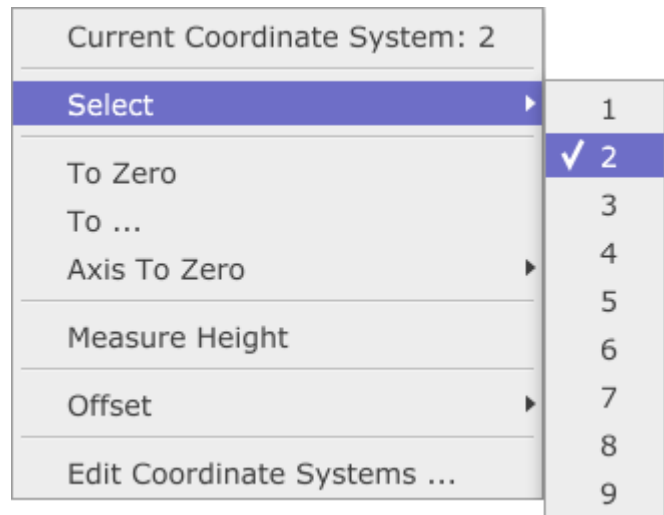 Current Coordinate System: 2
Select
To Zero
To ...
Axis To Zero
Measure Height
Offset
Edit Coordinate Systems ...
1
2
3
4
5
6
7
8
9